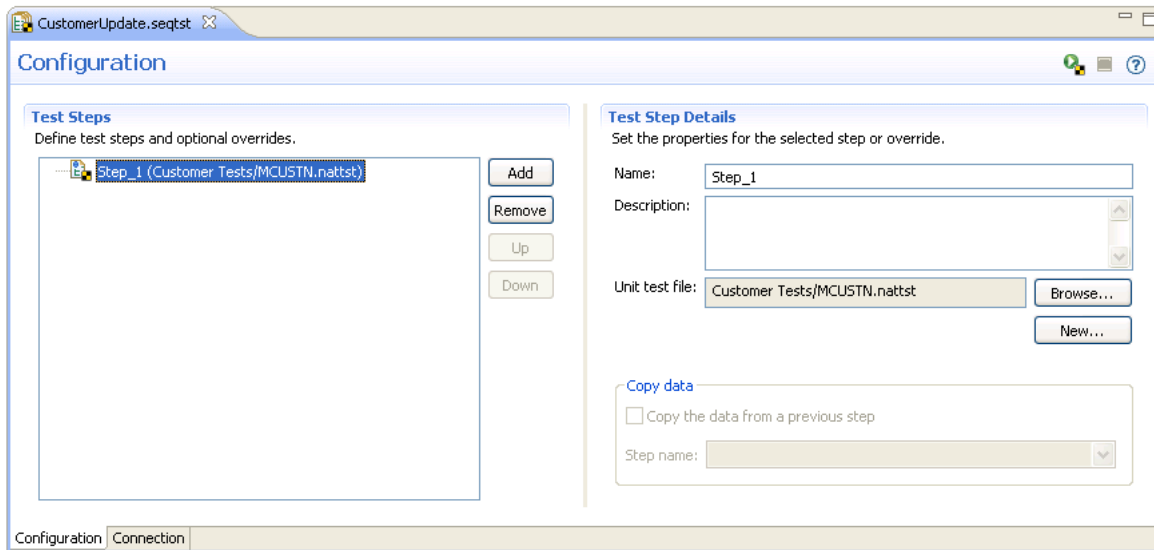 CustomerUpdate.seqtst
Configuration
Test Steps
Define test steps and optional overrides.
Step_1 (Customer Tests/MCUSTN.nattst)
Add
Remove
Up
Down
Test Step Details
Set the properties for the selected step or override.
Name: Step_1
Description:
Unit test file: Customer Tests/MCUSTN.nattst
Browse...
New...
Copy data
Copy the data from a previous step
Step name:
Configuration Connection